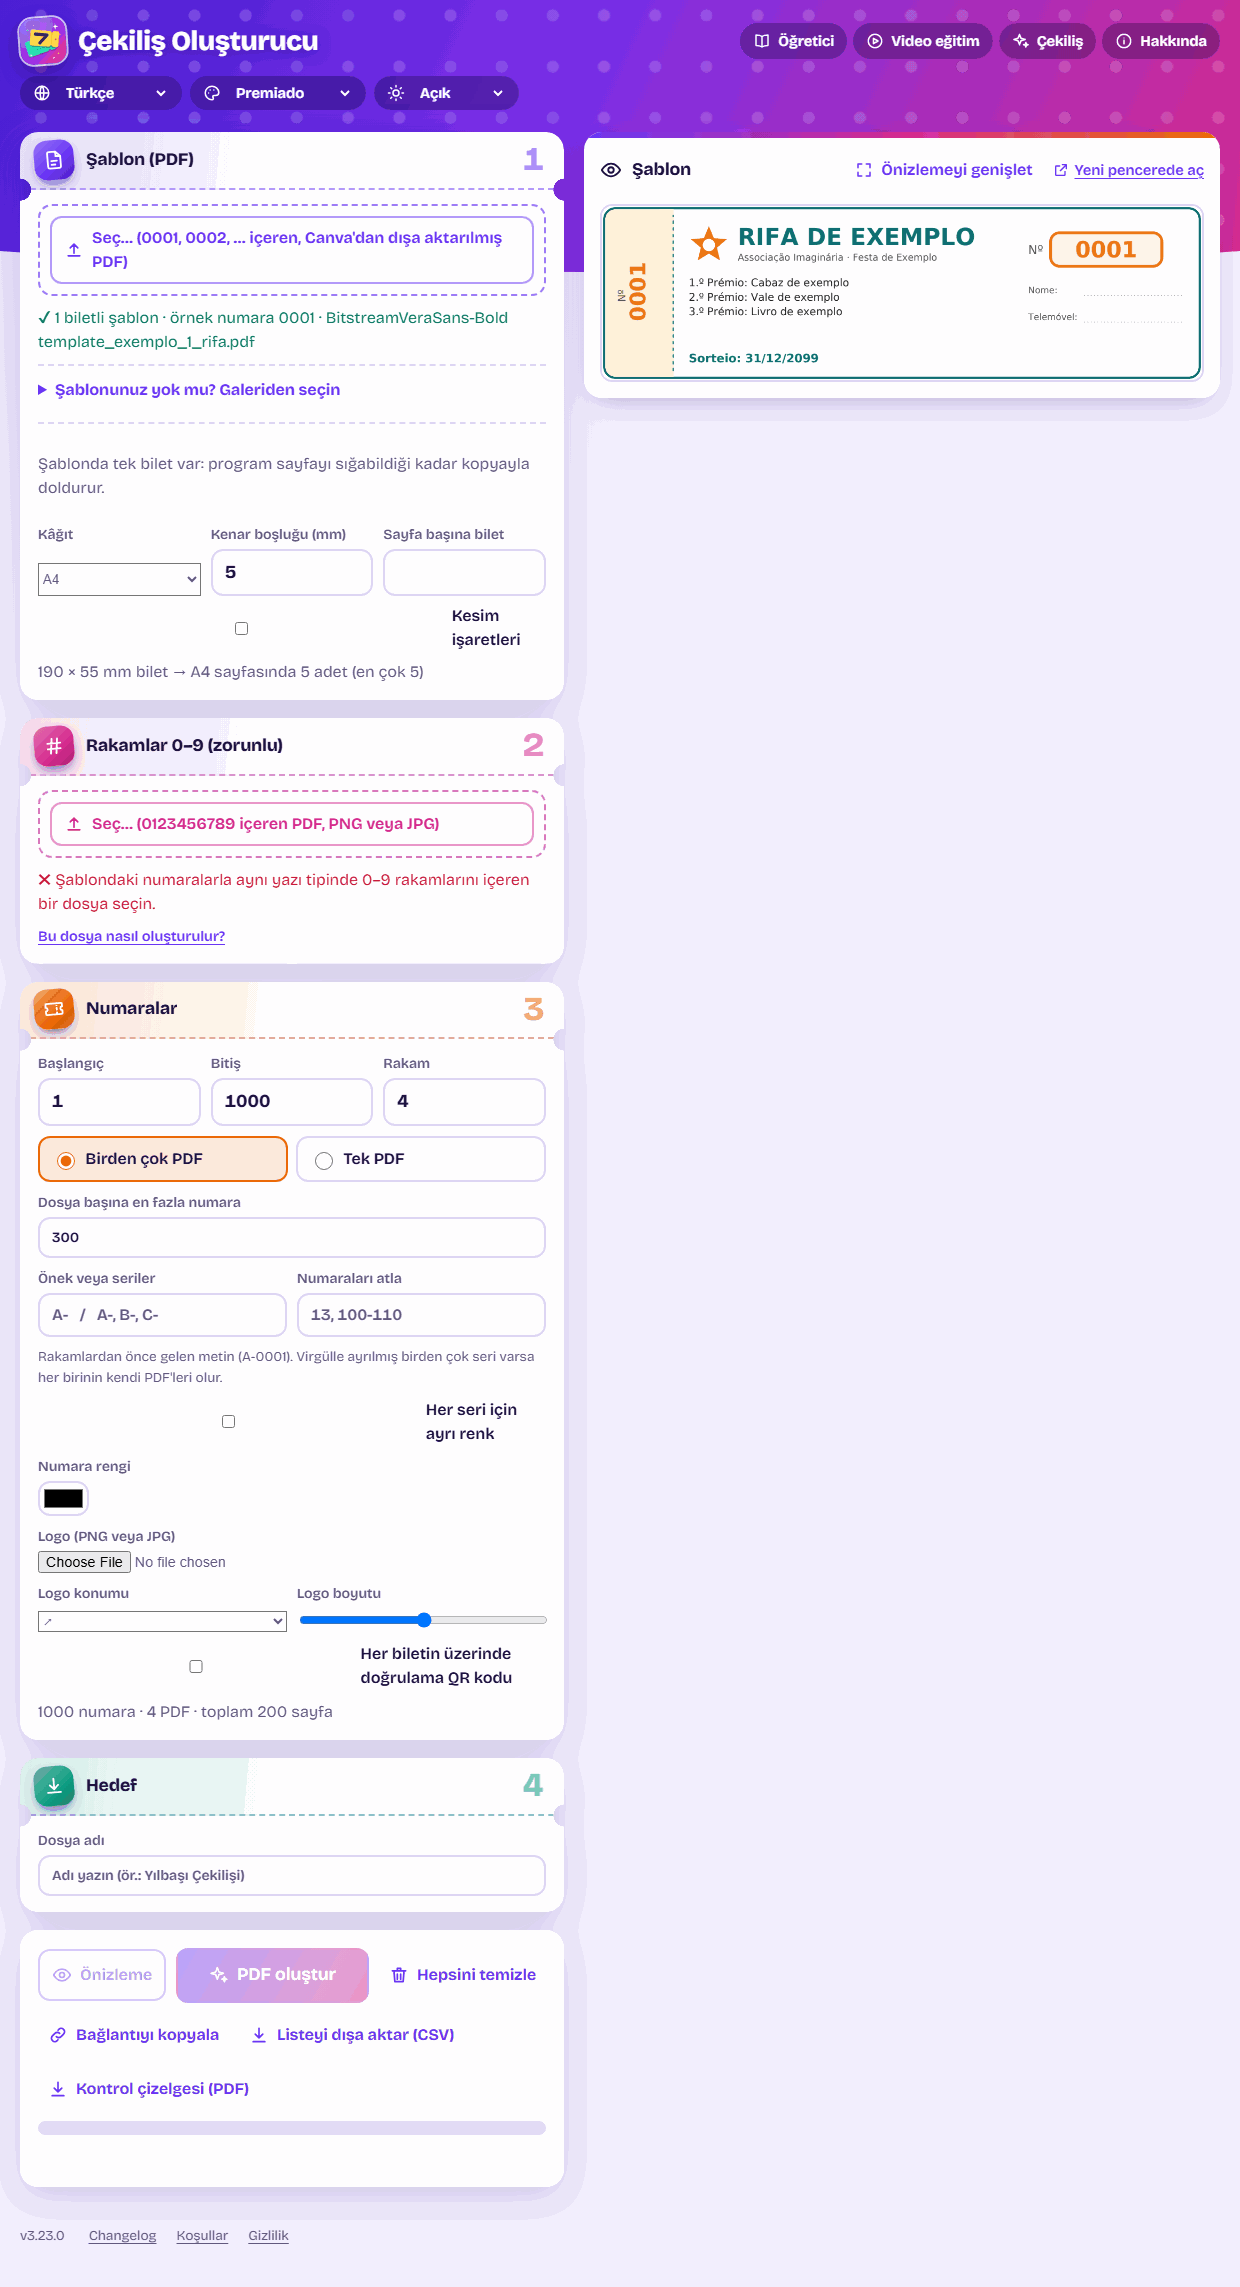 Çekiliş Oluşturucu
Öğretici
Video eğitim
Çekiliş
Hakkında
Türkçe
Premiado
Açık
Şablon (PDF)
1
Seç... (0001, 0002, ... içeren, Canva'dan dışa aktarılmış
PDF)
✓ 1 biletli şablon · örnek numara 0001 · BitstreamVeraSans-Bold
template_exemplo_1_rifa.pdf
Şablonunuz yok mu? Galeriden seçin
Şablonda tek bilet var: program sayfayı sığabildiği kadar kopyayla
doldurur.
Kâğıt
Kenar boşluğu (mm)
Sayfa başına bilet
A4
5
Kesim
işaretleri
190 × 55 mm bilet → A4 sayfasında 5 adet (en çok 5)
Rakamlar 0–9 (zorunlu)
2
Seç... (0123456789 içeren PDF, PNG veya JPG)
✕ Şablondaki numaralarla aynı yazı tipinde 0–9 rakamlarını içeren
bir dosya seçin.
Bu dosya nasıl oluşturulur?
Numaralar
3
Başlangıç
Bitiş
Rakam
1
1000
4
Birden çok PDF
Tek PDF
Dosya başına en fazla numara
300
Önek veya seriler
Numaraları atla
A- / A-, B-, C-
13, 100-110
Rakamlardan önce gelen metin (A-0001). Virgülle ayrılmış birden çok seri varsa
her birinin kendi PDF'leri olur.
Her seri için
ayrı renk
Numara rengi
Logo (PNG veya JPG)
Choose File No file chosen
Logo konumu
Logo boyutu
↗
Her biletin üzerinde
doğrulama QR kodu
1000 numara · 4 PDF · toplam 200 sayfa
Hedef
4
Dosya adı
Adı yazın (ör.: Yılbaşı Çekilişi)
Önizleme
PDF oluştur
Hepsini temizle
Bağlantıyı kopyala
Listeyi dışa aktar (CSV)
Kontrol çizelgesi (PDF)
v3.23.0
Changelog
Koşullar
Gizlilik
Şablon
Önizlemeyi genişlet
Yeni pencerede aç
Nº
0001
RIFA DE EXEMPLO
Associação Imaginária · Festa de Exemplo
1.º Prémio: Cabaz de exemplo
2.º Prémio: Vale de exemplo
3.º Prémio: Livro de exemplo
Sorteio: 31/12/2099
Nº
0001
Nome:
Telemóvel: